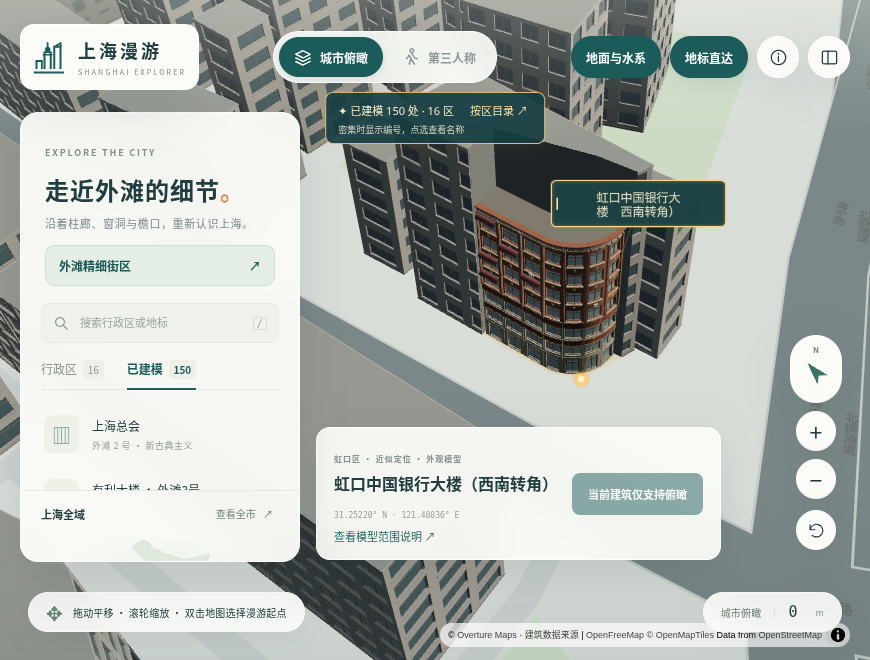 上海漫游
SHANGHAI EXPLORER
城市俯瞰
第三人称
地面与水系
地标直达
✦ 已建模 150 处 · 16 区 按区目录 ↗
密集时显示编号，点选查看名称
EXPLORE THE CITY
走近外滩的细节。
沿着柱廊、窗洞与檐口，重新认识上海。
外滩精细街区 ↗
搜索行政区或地标 /
行政区 16 已建模 150
上海总会
外滩 2 号 · 新古典主义
有利大楼 · 外滩3号
上海全域 查看全市 ↗
虹口中国银行大
楼 西南转角）
虹口区 · 近似定位 · 外观模型
虹口中国银行大楼（西南转角）
31.25220° N · 121.48036° E
查看模型范围说明 ↗
当前建筑仅支持俯瞰
N
+
−
北横通道
拖动平移 · 滚轮缩放 · 双击地图选择漫游起点
城市俯瞰 0 m
© Overture Maps · 建筑数据来源 | OpenFreeMap © OpenMapTiles Data from OpenStreetMap